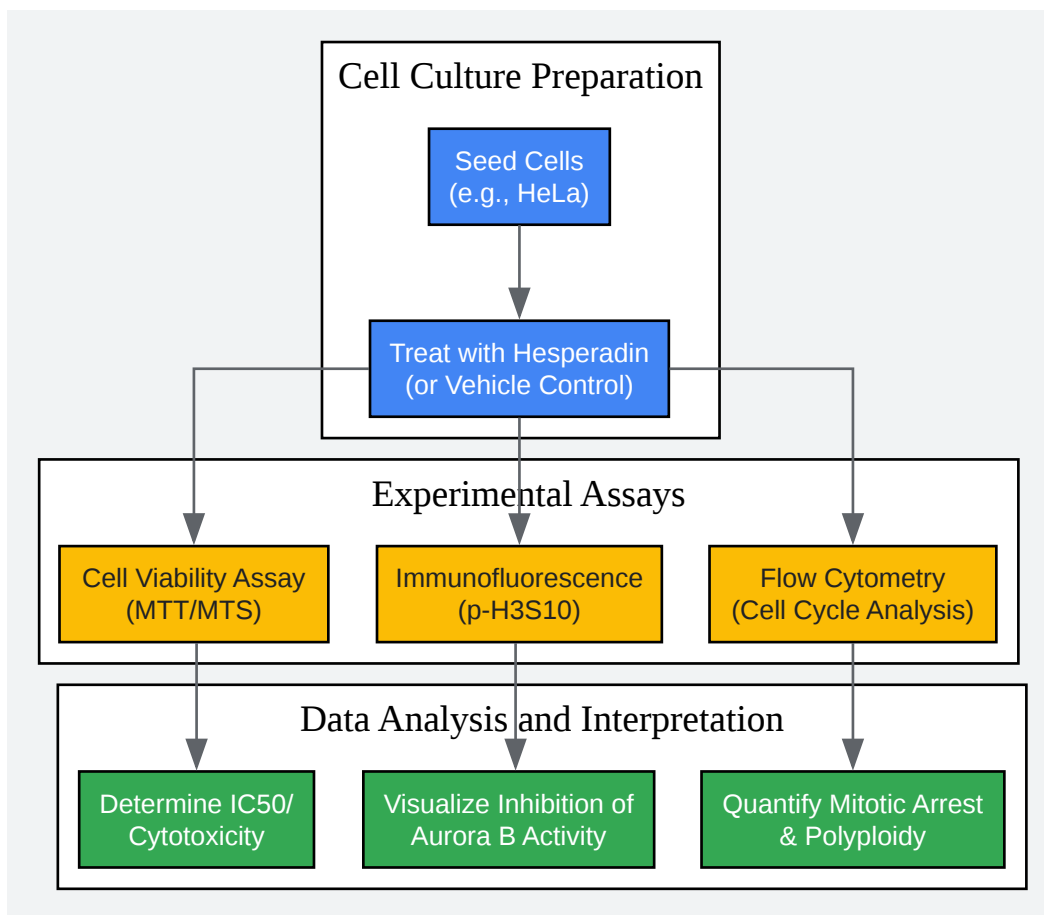 Cell Culture Preparation
Seed Cells
(e.g., HeLa)
Treat with Hesperadin
(or Vehicle Control)
Experimental Assays
Cell Viability Assay
(MTT/MTS)
Immunofluorescence
(p-H3S10)
Flow Cytometry
(Cell Cycle Analysis)
Data Analysis and Interpretation
Determine IC50/
Cytotoxicity
Visualize Inhibition of
Aurora B Activity
Quantify Mitotic Arrest
& Polyploidy